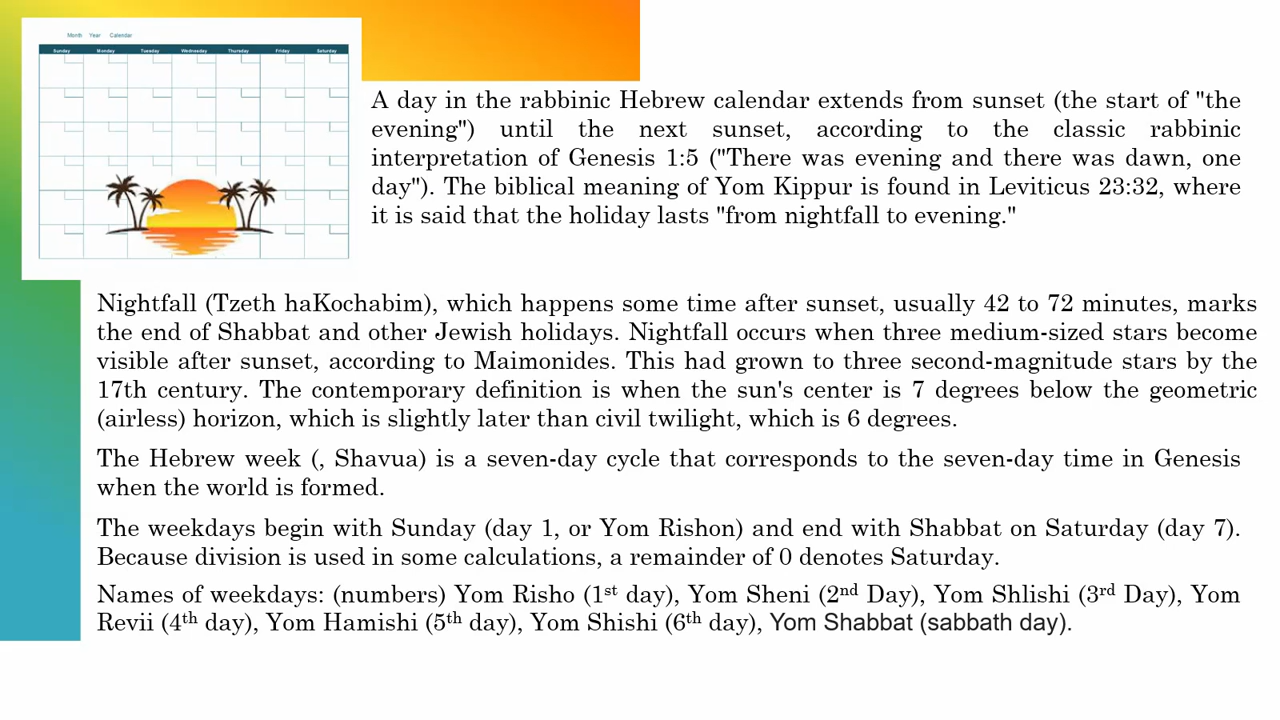 Month Year Calendar
Sunday Monday Tuesday Wednesday Thursday Friday Saturday
A day in the rabbinic Hebrew calendar extends from sunset (the start of "the
evening") until the next sunset, according to the classic rabbinic
interpretation of Genesis 1:5 ("There was evening and there was dawn, one
day"). The biblical meaning of Yom Kippur is found in Leviticus 23:32, where
it is said that the holiday lasts "from nightfall to evening."
Nightfall (Tzeth haKochabim), which happens some time after sunset, usually 42 to 72 minutes, marks
the end of Shabbat and other Jewish holidays. Nightfall occurs when three medium-sized stars become
visible after sunset, according to Maimonides. This had grown to three second-magnitude stars by the
17th century. The contemporary definition is when the sun's center is 7 degrees below the geometric
(airless) horizon, which is slightly later than civil twilight, which is 6 degrees.
The Hebrew week (, Shavua) is a seven-day cycle that corresponds to the seven-day time in Genesis
when the world is formed.
The weekdays begin with Sunday (day 1, or Yom Rishon) and end with Shabbat on Saturday (day 7).
Because division is used in some calculations, a remainder of 0 denotes Saturday.
Names of weekdays: (numbers) Yom Risho (1st day), Yom Sheni (2nd Day), Yom Shlishi (3rd Day), Yom
Revii (4th day), Yom Hamishi (5th day), Yom Shishi (6th day), Yom Shabbat (sabbath day).